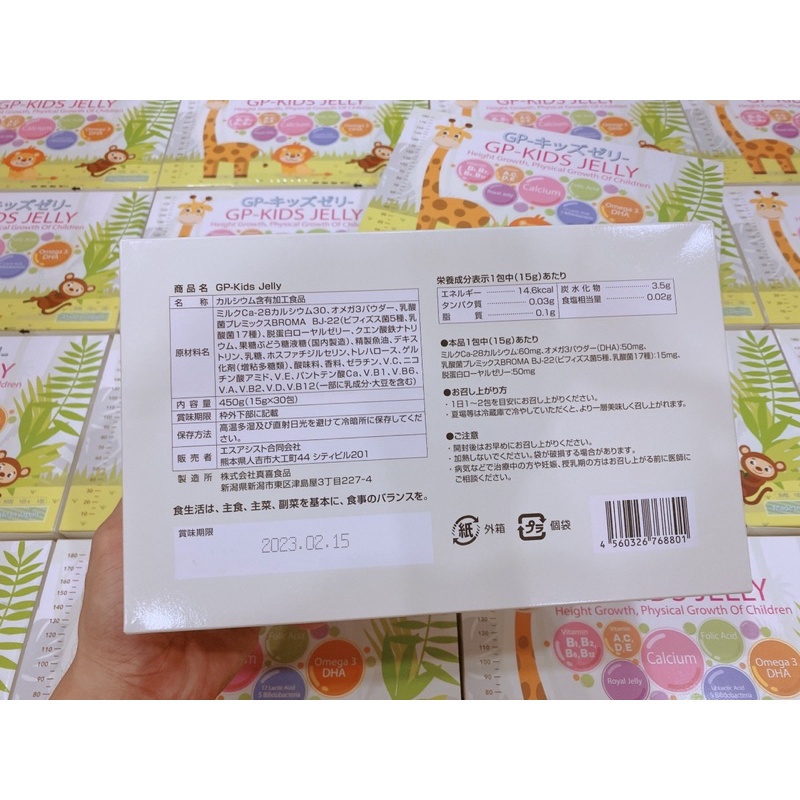 GP-キッズゼリー
GP-KIDS JELLY
Height Growth, Physical Growth Of Children
Calcium
Omega 3
DHA
商品名 GP-Kids Jelly
名 称 カルシウム含有加工食品
原材料名 ミルクCa-28カルシウム30、オメガ3パウダー、乳酸
菌プレミックスBROMA BJ-22(ビフィズス菌5種、乳
酸菌17種)、脱蛋白ローヤルゼリー、クエン酸鉄ナトリ
ウム、果糖ぶどう糖液糖(国内製造)、精製魚油、デキス
トリン、乳糖、ホスファチジルセリン、トレハロース、ゲル
化剤(増粘多糖類)、酸味料、香料、ゼラチン、V.C、ニコ
チン酸アミド、V.E、パントテン酸Ca、V.B1、V.B6、
V.A、V.B2、V.D、V.B12(一部に乳成分・大豆を含む)
内容量 450g(15g×30包)
賞味期限 枠外下部に記載
保存方法 高温多湿及び直射日光を避けて冷暗所に保存してくだ
さい。
販売者 エスアシスト合同会社
熊本県人吉市大工町44 シティビル201
製造所 株式会社真喜食品
新潟県新潟市東区津島屋3丁目227-4
食生活は、主食、主菜、副菜を基本に、食事のバランスを。
賞味期限
2023.02.15
栄養成分表示1包中(15g)あたり
エネルギー 14.6kcal 炭水化物 3.5g
タンパク質 0.03g 食塩相当量 0.02g
脂 質 0.1g
●本品1包中(15g)あたり
ミルクCa-28カルシウム:60mg、オメガ3パウダー(DHA):50mg、
乳酸菌プレミックスBROMA BJ-22(ビフィズス菌5種、乳酸菌17種):15mg、
脱蛋白ローヤルゼリー:50mg
●お召し上がり方
・1日1〜2包を目安にお召し上がりください。
・夏場等は冷蔵庫で冷やしていただくと、より一層美味しく召し上がれます。
●ご注意
・開封後はお早めにお召し上がりください。
・加熱しないでください。袋が破損する場合があります。
・病気などで治療中の方や妊娠、授乳期の方はお召し上がる前に医師に
ご相談ください。
紙 外箱 プラ 個袋
4 560326 768801
KIDS JELLY
Height Growth, Physical Growth Of Children
Vitamin
B1, B2,
B6, B12
Vitamin
A, C,
D, E
Calcium
Folic Acid
Omega 3
DHA
Royal Jelly
17 Lactic Acid
5 Bifidobacteria